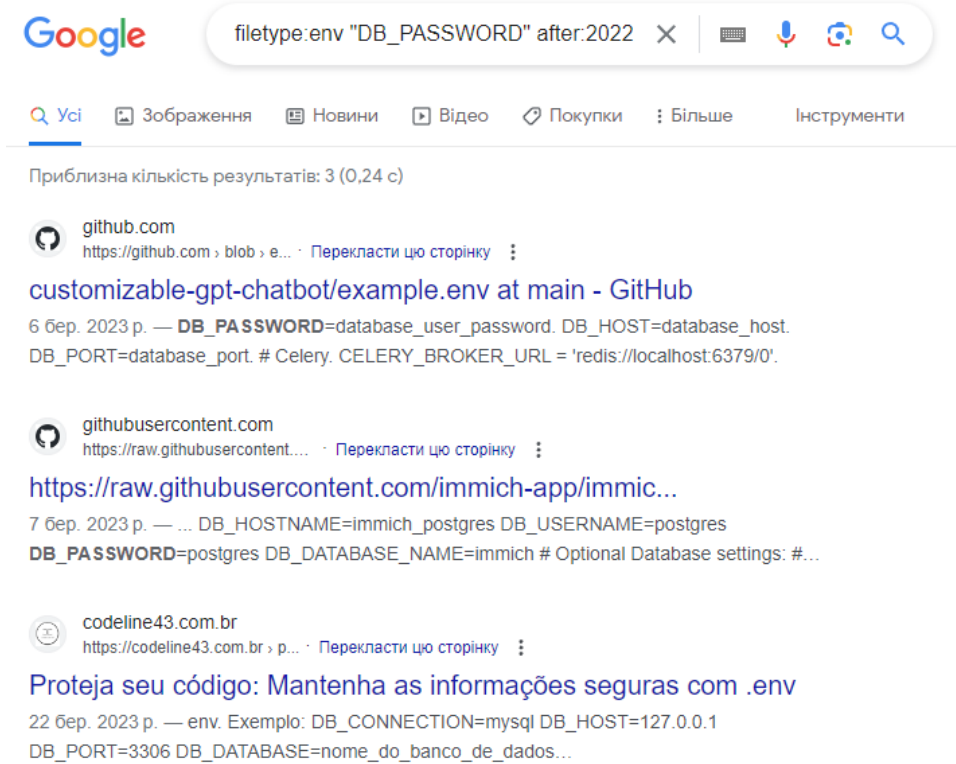 Google
filetype:env "DB_PASSWORD" after:2022
Усі Зображення Новини Відео Покупки Більше Інструменти
Приблизна кількість результатів: 3 (0,24 с)
github.com
https://github.com › blob › e... · Перекласти цю сторінку
customizable-gpt-chatbot/example.env at main - GitHub
6 бер. 2023 р. — DB_PASSWORD=database_user_password. DB_HOST=database_host.
DB_PORT=database_port. # Celery. CELERY_BROKER_URL = 'redis://localhost:6379/0'.
githubusercontent.com
https://raw.githubusercontent.... · Перекласти цю сторінку
https://raw.githubusercontent.com/immich-app/immic...
7 бер. 2023 р. — ... DB_HOSTNAME=immich_postgres DB_USERNAME=postgres
DB_PASSWORD=postgres DB_DATABASE_NAME=immich # Optional Database settings: #...
codeline43.com.br
https://codeline43.com.br › p... · Перекласти цю сторінку
Proteja seu código: Mantenha as informações seguras com .env
22 бер. 2023 р. — env. Exemplo: DB_CONNECTION=mysql DB_HOST=127.0.0.1
DB_PORT=3306 DB_DATABASE=nome_do_banco_de_dados...